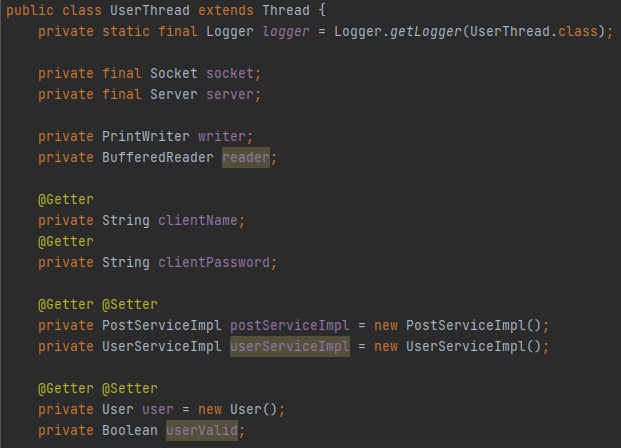 public class UserThread extends Thread {
private static final Logger logger = Logger.getLogger(UserThread.class);
private final Socket socket;
private final Server server;
private PrintWriter writer;
private BufferedReader reader;
@Getter
private String clientName;
@Getter
private String clientPassword;
@Getter @Setter
private PostServiceImpl postServiceImpl = new PostServiceImpl();
private UserServiceImpl userServiceImpl = new UserServiceImpl();
@Getter @Setter
private User user = new User();
private Boolean userValid;